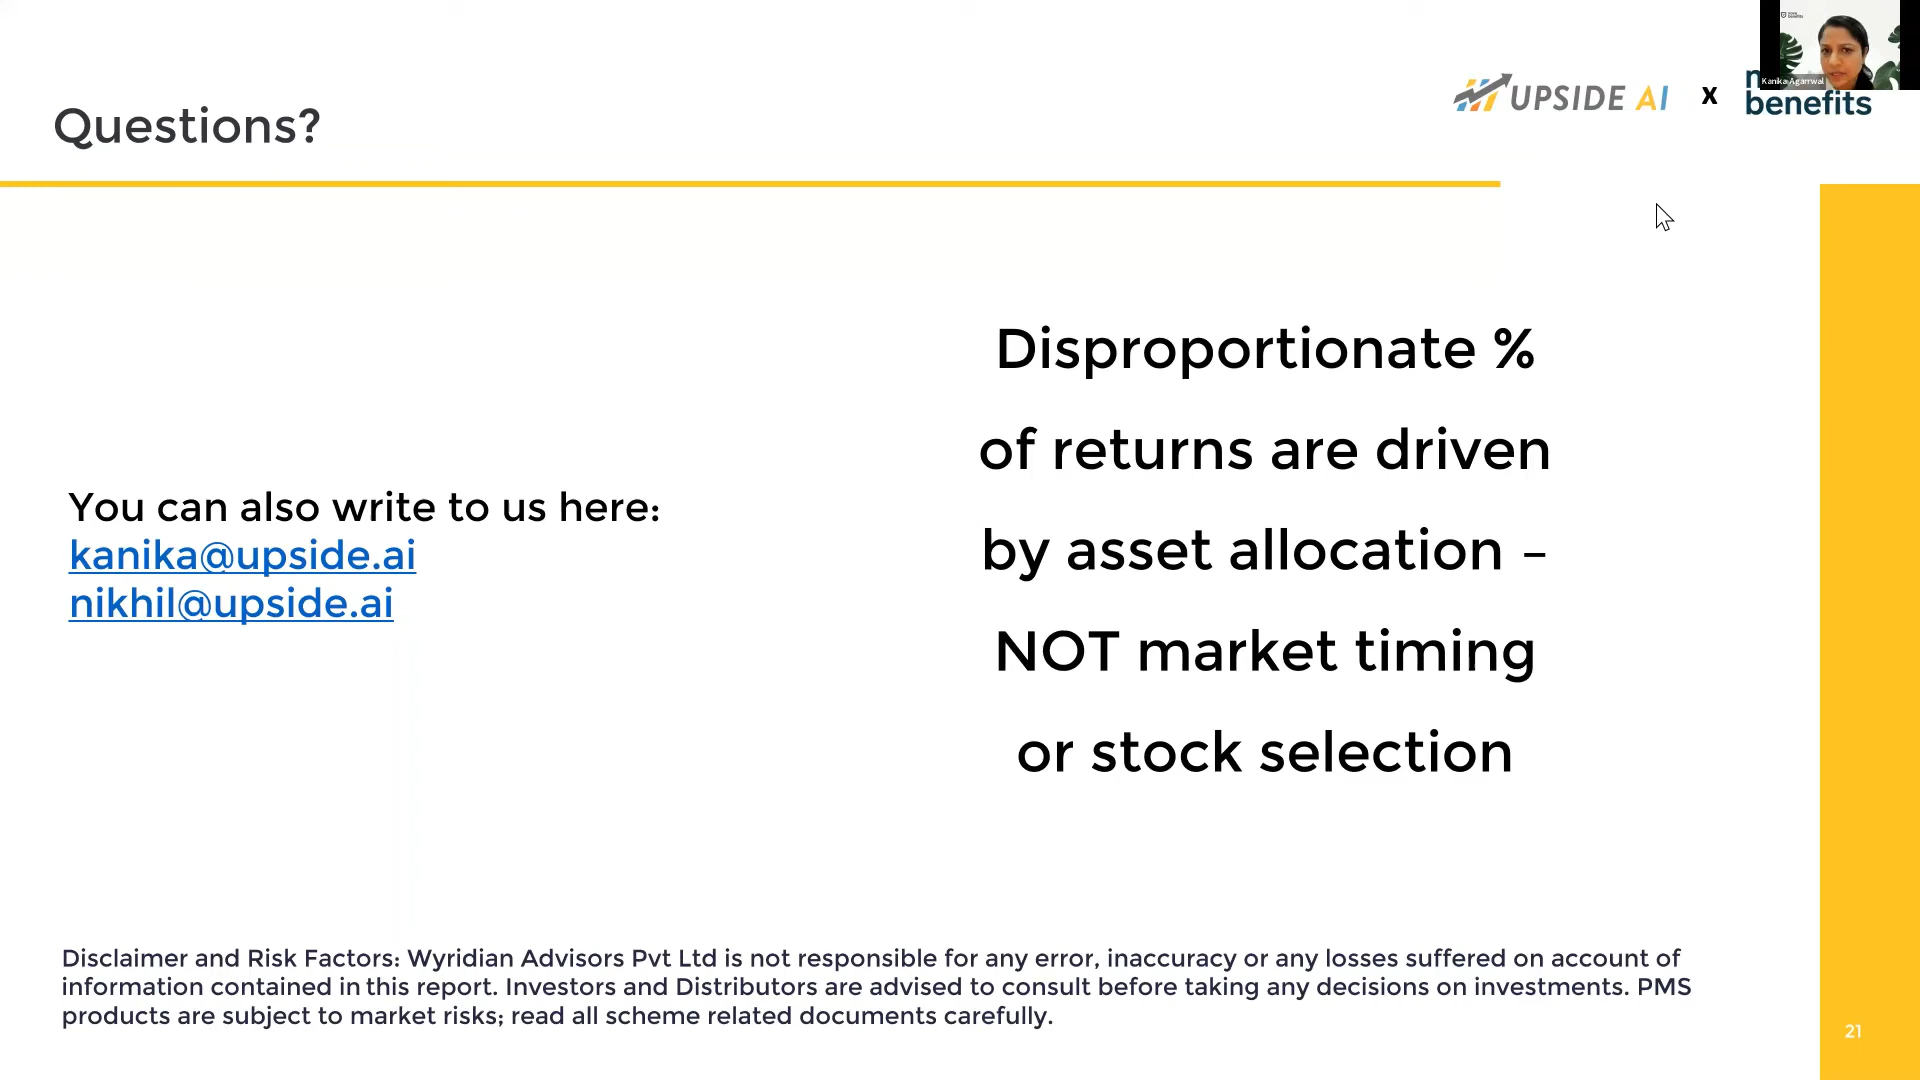 Questions?
UPSIDE AI
x
benefits
Kanika Agarrwal
You can also write to us here:
kanika@upside.ai
nikhil@upside.ai
Disproportionate %
of returns are driven
by asset allocation –
NOT market timing
or stock selection
Disclaimer and Risk Factors: Wyridian Advisors Pvt Ltd is not responsible for any error, inaccuracy or any losses suffered on account of
information contained in this report. Investors and Distributors are advised to consult before taking any decisions on investments. PMS
products are subject to market risks; read all scheme related documents carefully.
21